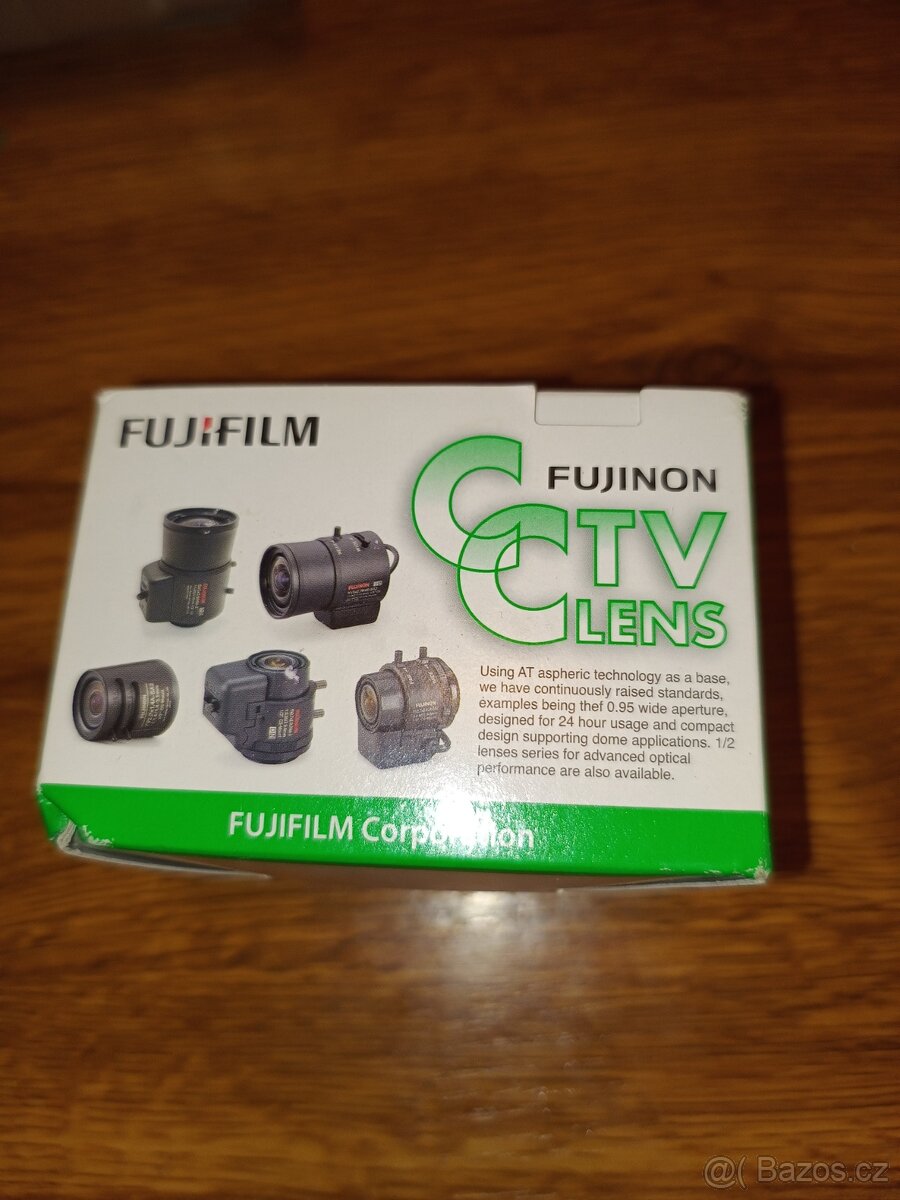 FUJIFILM
FUJINON
CCTV
LENS
Using AT aspheric technology as a base,
we have continuously raised standards,
examples being thef 0.95 wide aperture,
designed for 24 hour usage and compact
design supporting dome applications. 1/2
lenses series for advanced optical
performance are also available.
FUJIFILM Corporation
@( Bazos.cz